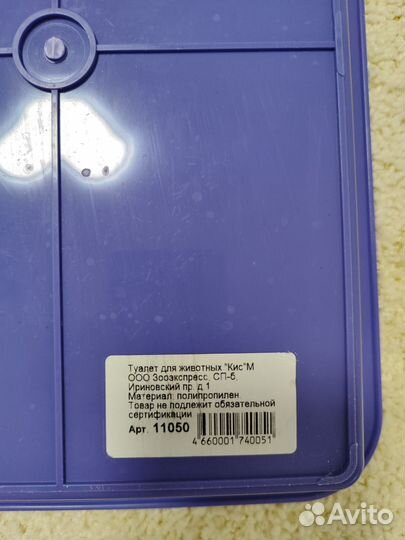 Туалет для животных "Кис"М
ООО Зооэкспресс, СП-б,
Ириновский пр. д.1
Материал: полипропилен.
Товар не подлежит обязательной
сертификации
Арт. 11050
4 660001 740051
Avito